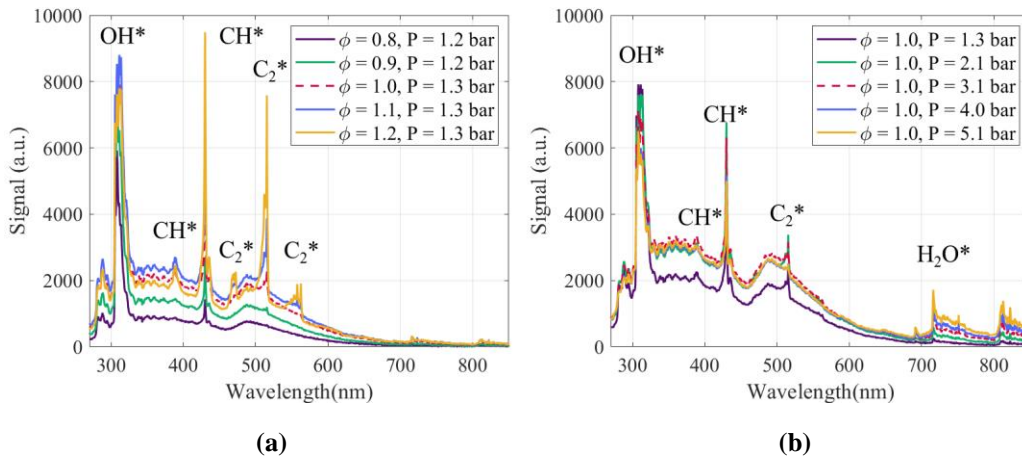 OH*
CH*
C₂*
CH*
C₂*
C₂*
ϕ = 0.8, P = 1.2 bar
ϕ = 0.9, P = 1.2 bar
ϕ = 1.0, P = 1.3 bar
ϕ = 1.1, P = 1.3 bar
ϕ = 1.2, P = 1.3 bar
Signal (a.u.)
10000
8000
6000
4000
2000
0
300 400 500 600 700 800
Wavelength(nm)
(a)
OH*
CH*
CH*
C₂*
H₂O*
ϕ = 1.0, P = 1.3 bar
ϕ = 1.0, P = 2.1 bar
ϕ = 1.0, P = 3.1 bar
ϕ = 1.0, P = 4.0 bar
ϕ = 1.0, P = 5.1 bar
Signal (a.u.)
10000
8000
6000
4000
2000
0
300 400 500 600 700 800
Wavelength(nm)
(b)